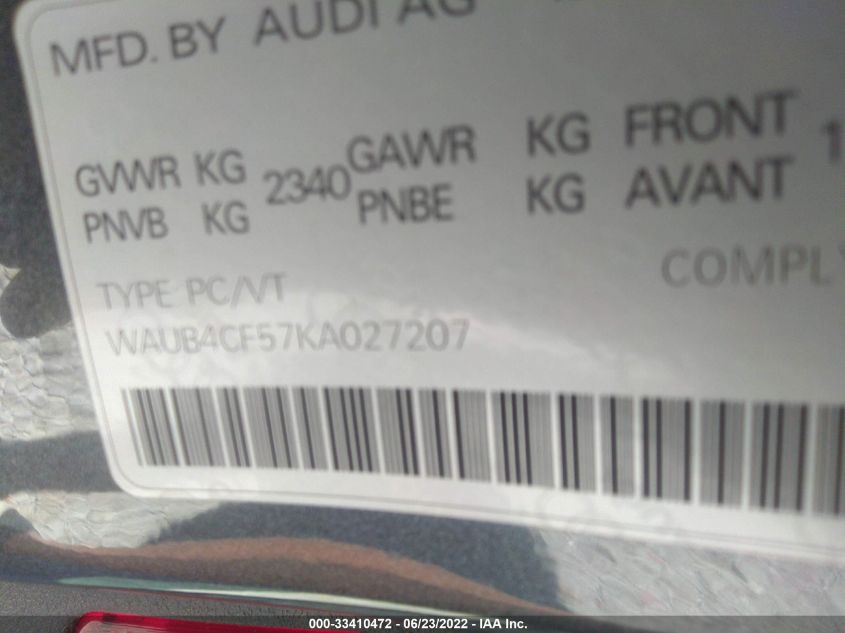 MFD. BY AUDI AG
GVWR KG 2340 GAWR KG FRONT
PNVB KG PNBE KG AVANT
COMPLY
TYPE PC/VT
WAUB4CF57KA027207
000-33410472 - 06/23/2022 - IAA Inc.